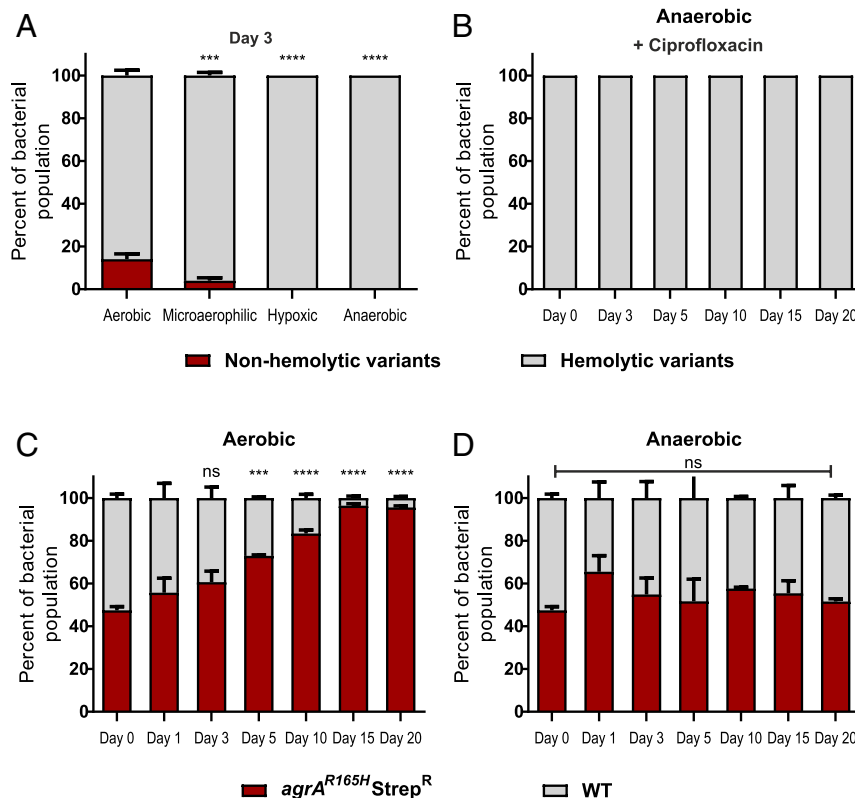 A
Day 3
*** **** ****
Percent of bacterial
population
100
80
60
40
20
0
Aerobic Microaerophilic Hypoxic Anaerobic
B
Anaerobic
+ Ciprofloxacin
Percent of bacterial
population
100
80
60
40
20
0
Day 0 Day 3 Day 5 Day 10 Day 15 Day 20
Non-hemolytic variants Hemolytic variants
C
Aerobic
ns *** **** **** ****
Percent of bacterial
population
100
80
60
40
20
0
Day 0 Day 1 Day 3 Day 5 Day 10 Day 15 Day 20
D
Anaerobic
ns
Percent of bacterial
population
100
80
60
40
20
0
Day 0 Day 1 Day 3 Day 5 Day 10 Day 15 Day 20
agrA^R165H Strep^R WT